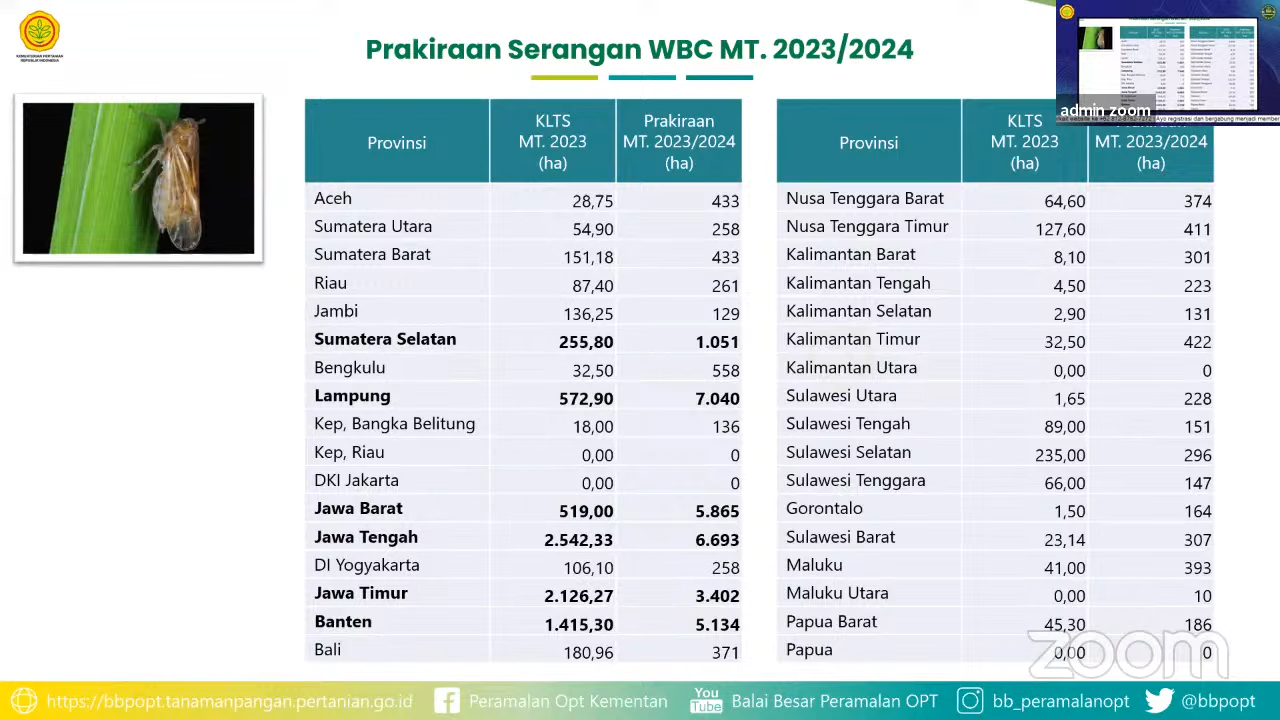 KEMENTERIAN PERTANIAN
REPUBLIK INDONESIA
Prakiraan Serangan WBC MT. 2023/2024
admin zoom
Ayo registrasi dan bergabung menjadi member
Provinsi KLTS MT. 2023 (ha) Prakiraan MT. 2023/2024 (ha)
Aceh 28,75 433
Sumatera Utara 54,90 258
Sumatera Barat 151,18 433
Riau 87,40 261
Jambi 136,25 129
Sumatera Selatan 255,80 1.051
Bengkulu 32,50 558
Lampung 572,90 7.040
Kep, Bangka Belitung 18,00 136
Kep, Riau 0,00 0
DKI Jakarta 0,00 0
Jawa Barat 519,00 5.865
Jawa Tengah 2.542,33 6.693
DI Yogyakarta 106,10 258
Jawa Timur 2.126,27 3.402
Banten 1.415,30 5.134
Bali 180,96 371
Provinsi KLTS MT. 2023 (ha) MT. 2023/2024 (ha)
Nusa Tenggara Barat 64,60 374
Nusa Tenggara Timur 127,60 411
Kalimantan Barat 8,10 301
Kalimantan Tengah 4,50 223
Kalimantan Selatan 2,90 131
Kalimantan Timur 32,50 422
Kalimantan Utara 0,00 0
Sulawesi Utara 1,65 228
Sulawesi Tengah 89,00 151
Sulawesi Selatan 235,00 296
Sulawesi Tenggara 66,00 147
Gorontalo 1,50 164
Sulawesi Barat 23,14 307
Maluku 41,00 393
Maluku Utara 0,00 10
Papua Barat 45,30 186
Papua 0,00 0
zoom
https://bbpopt.tanamanpangan.pertanian.go.id Peramalan Opt Kementan You Tube Balai Besar Peramalan OPT bb_peramalanopt @bbpopt